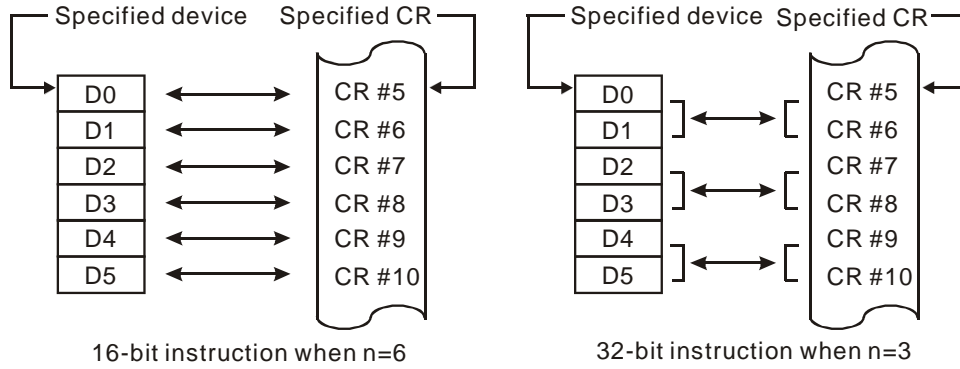 Specified device Specified CR
D0 CR #5
D1 CR #6
D2 CR #7
D3 CR #8
D4 CR #9
D5 CR #10
16-bit instruction when n=6
Specified device Specified CR
D0 CR #5
D1 CR #6
D2 CR #7
D3 CR #8
D4 CR #9
D5 CR #10
32-bit instruction when n=3